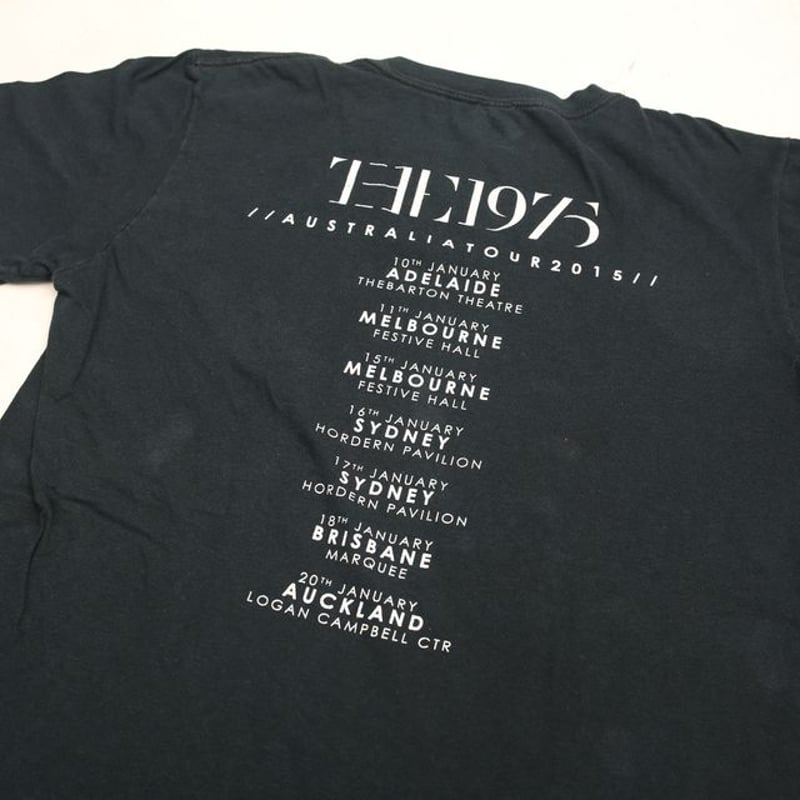 THE 1975
//AUSTRALIATOUR2015//
10TH JANUARY
ADELAIDE
THEBARTON THEATRE
11TH JANUARY
MELBOURNE
FESTIVE HALL
15TH JANUARY
MELBOURNE
FESTIVE HALL
16TH JANUARY
SYDNEY
HORDERN PAVILION
17TH JANUARY
SYDNEY
HORDERN PAVILION
18TH JANUARY
BRISBANE
MARQUEE
20TH JANUARY
AUCKLAND
LOGAN CAMPBELL CTR